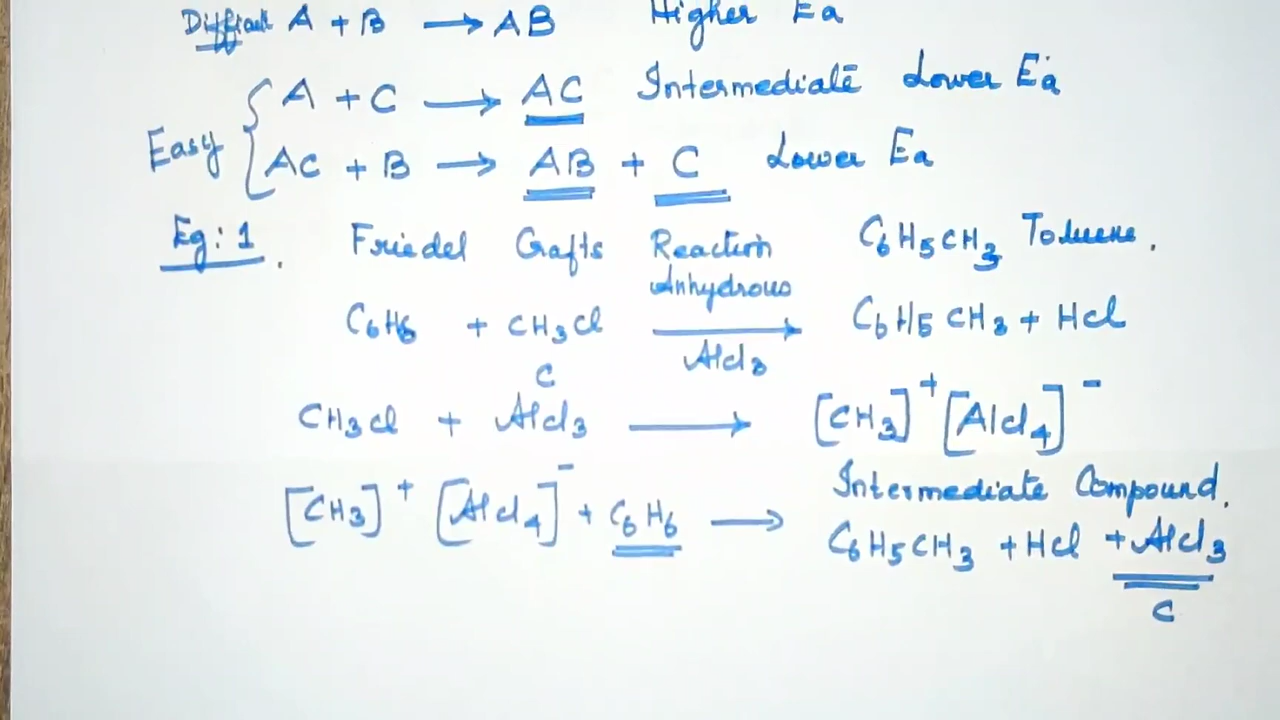 Difficult A + B → AB Higher Ea
A + C → AC Intermediate Lower Ea
Easy
AC + B → AB + C Lower Ea
Eg: 1. Friedel Crafts Reaction C6H5CH3 Toluene.
Anhydrous
C6H6 + CH3Cl → C6H5CH3 + HCl
AlCl3
C
CH3Cl + AlCl3 → [CH3]+ [AlCl4]-
Intermediate Compound.
[CH3]+ [AlCl4]- + C6H6 → C6H5CH3 + HCl + AlCl3
C